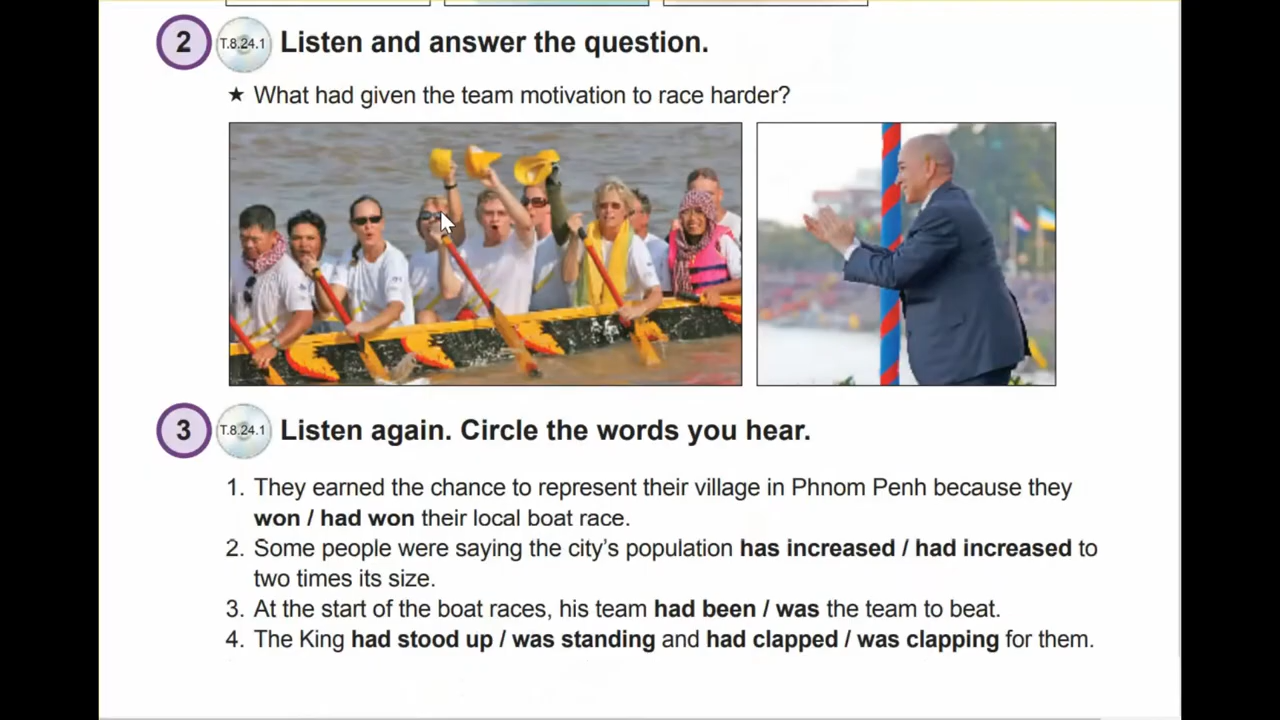 2 T.8.24.1 Listen and answer the question.
★ What had given the team motivation to race harder?
3 T.8.24.1 Listen again. Circle the words you hear.
1. They earned the chance to represent their village in Phnom Penh because they
won / had won their local boat race.
2. Some people were saying the city’s population has increased / had increased to
two times its size.
3. At the start of the boat races, his team had been / was the team to beat.
4. The King had stood up / was standing and had clapped / was clapping for them.